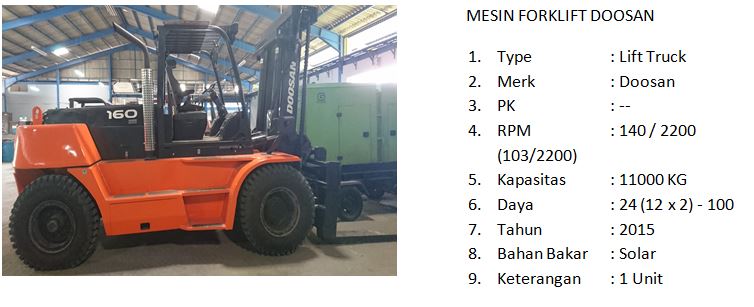 MESIN FORKLIFT DOOSAN
1. Type : Lift Truck
2. Merk : Doosan
3. PK : --
4. RPM : 140 / 2200
(103/2200)
5. Kapasitas : 11000 KG
6. Daya : 24 (12 x 2) - 100
7. Tahun : 2015
8. Bahan Bakar : Solar
9. Keterangan : 1 Unit
160
DOOSAN